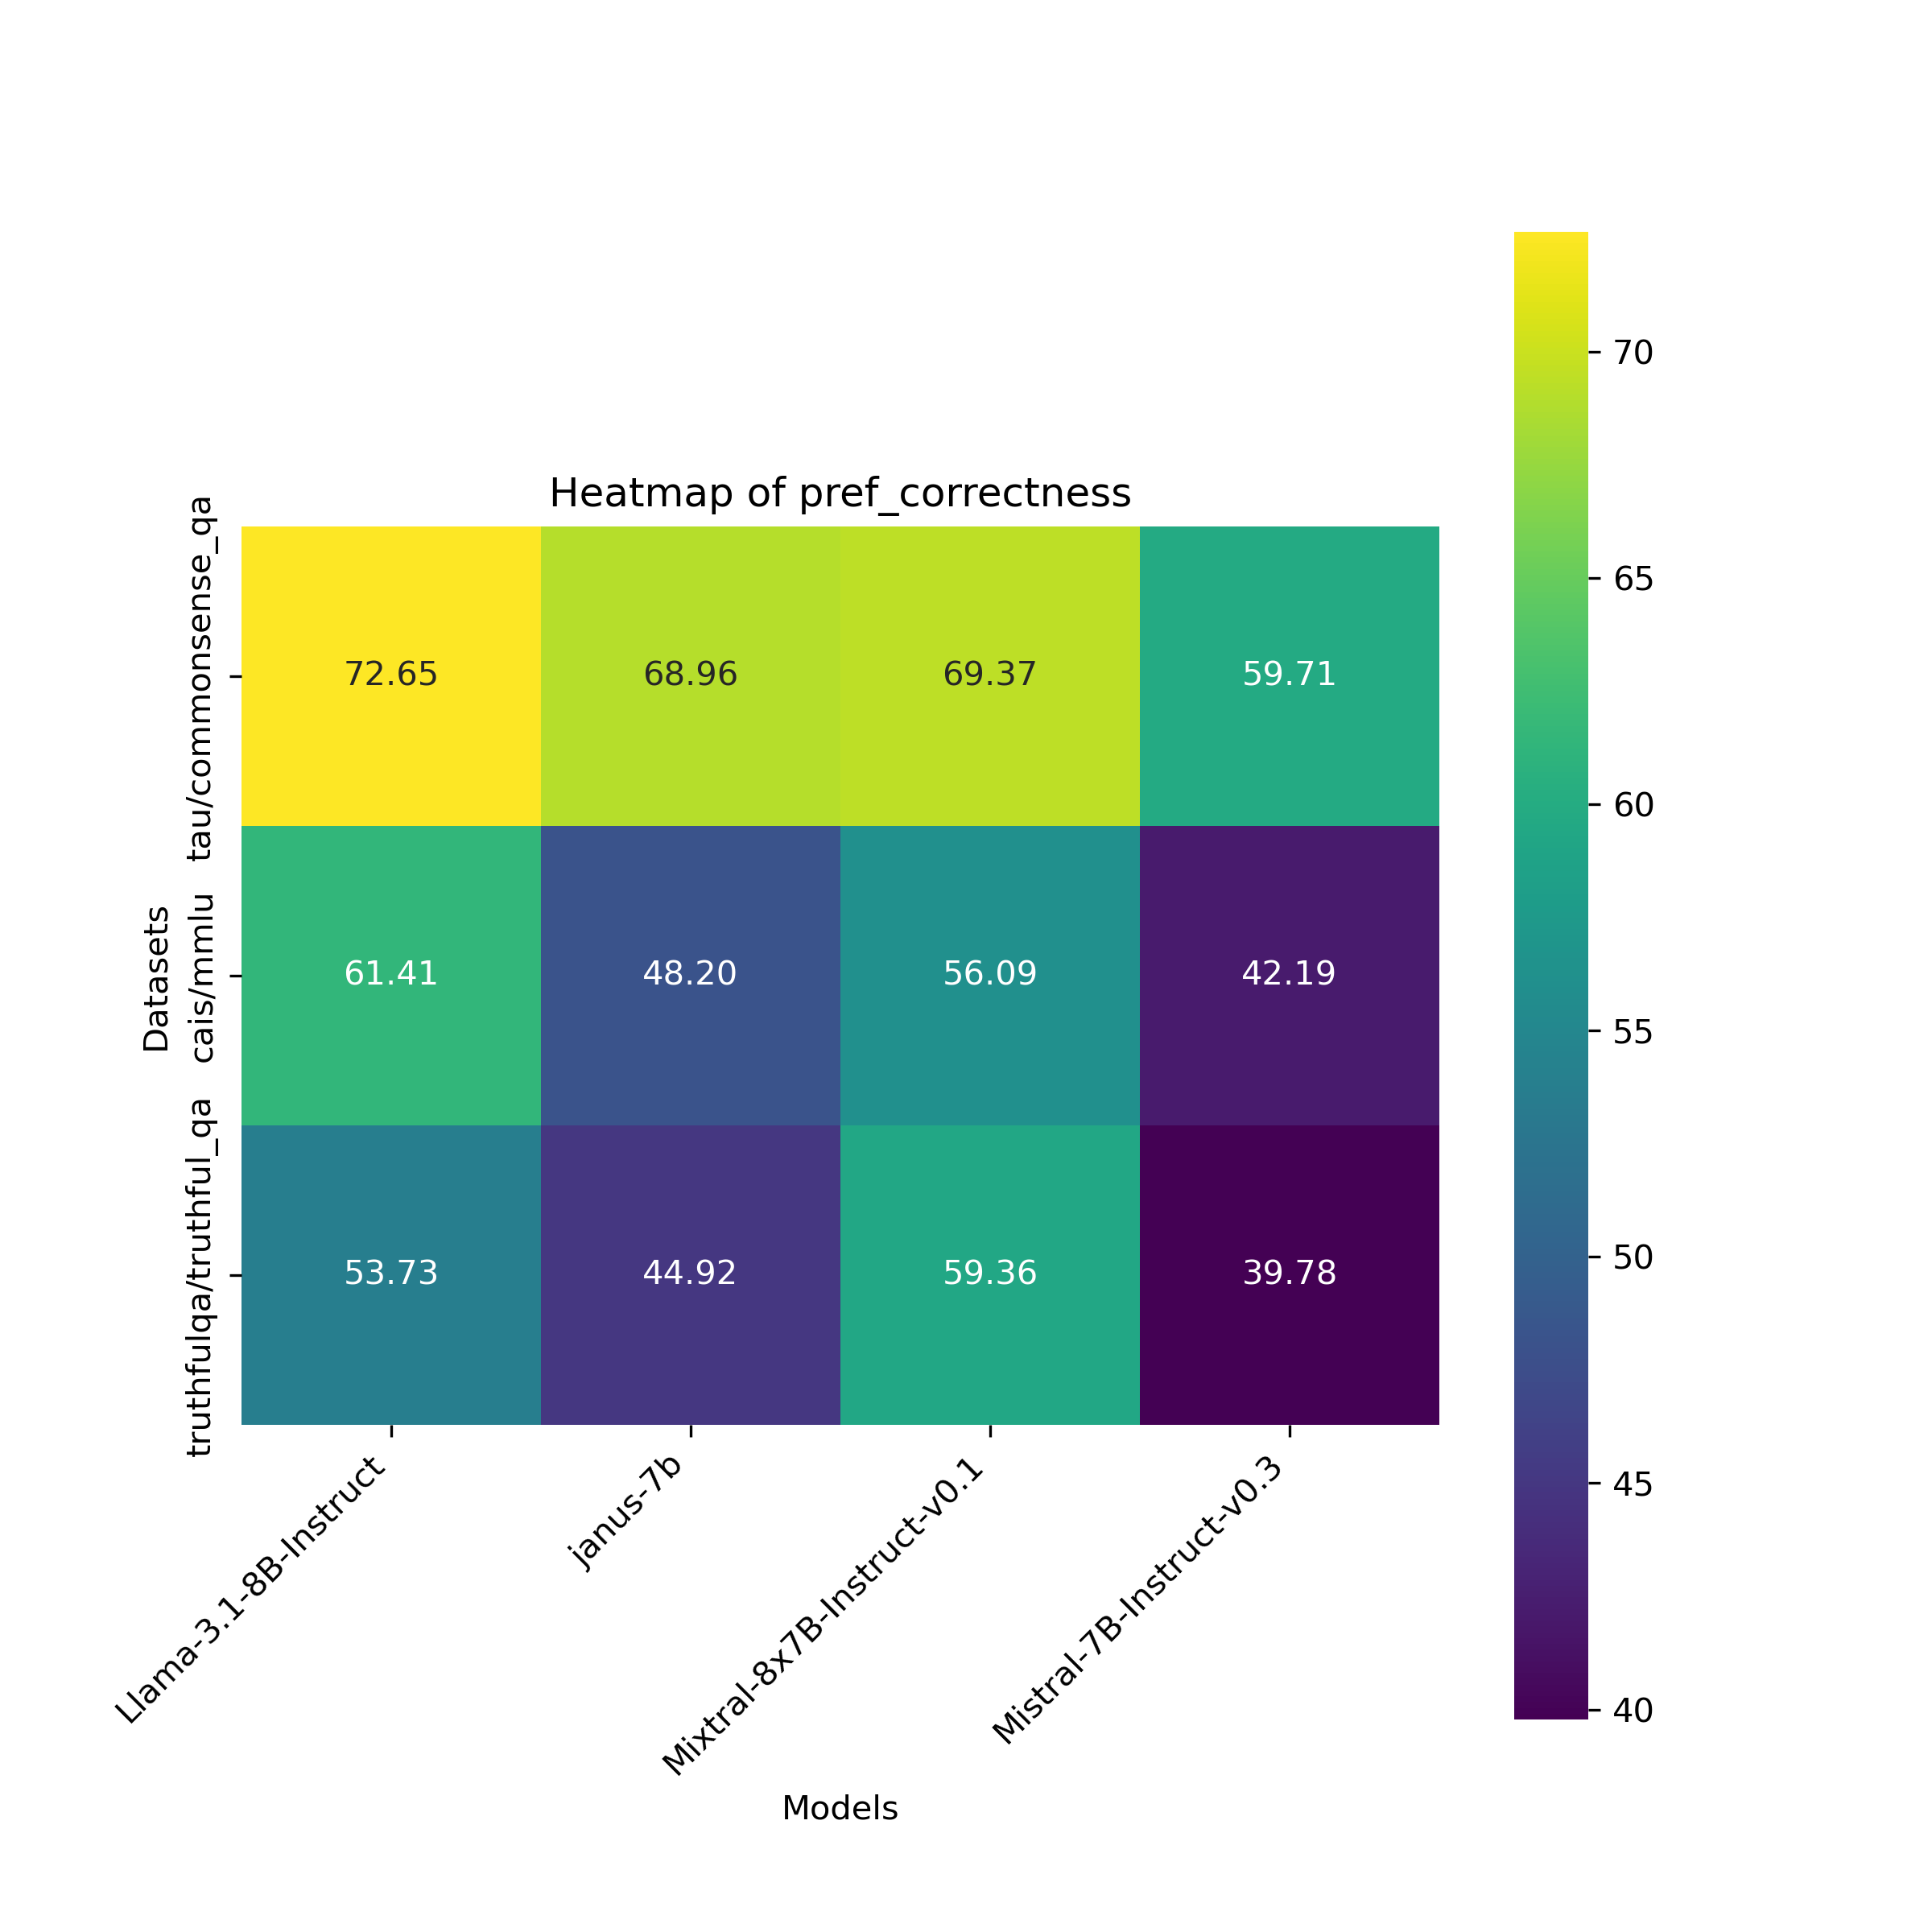 Heatmap of pref_correctness
Datasets
tau/commonsense_qa
cais/mmlu
truthfulqa/truthful_qa
72.65 68.96 69.37 59.71
61.41 48.20 56.09 42.19
53.73 44.92 59.36 39.78
Llama-3.1-8B-Instruct
janus-7b
Mixtral-8x7B-Instruct-v0.1
Mistral-7B-Instruct-v0.3
Models
70
65
60
55
50
45
40